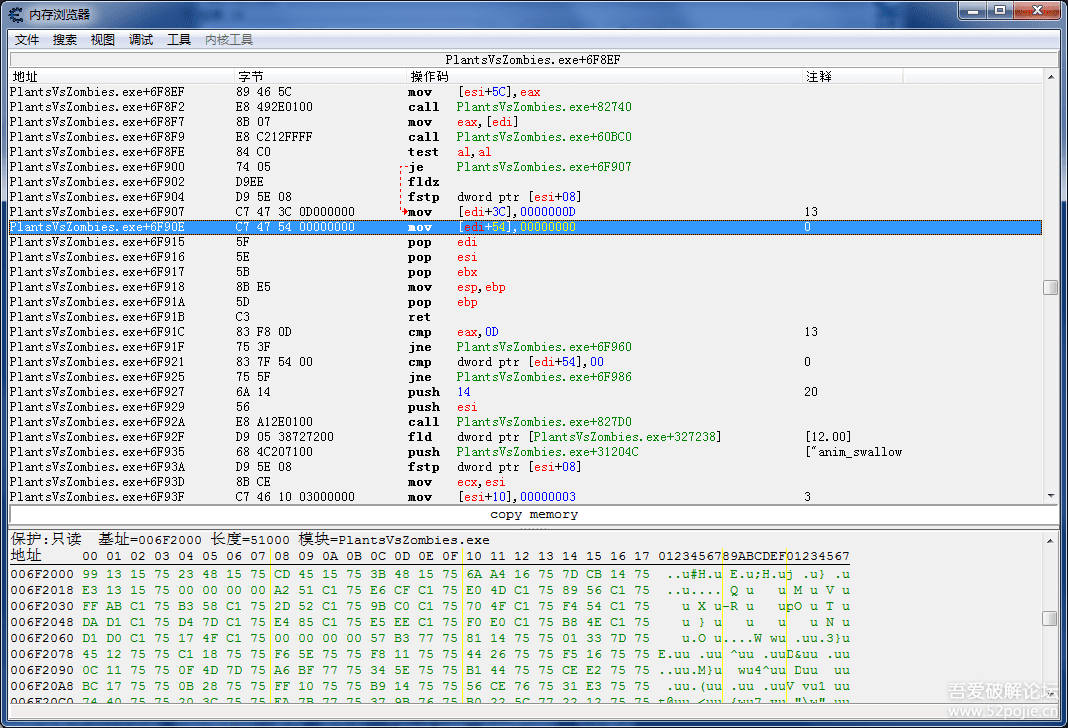 内存浏览器
文件 搜索 视图 调试 工具 内核工具
PlantsVsZombies.exe+6F8EF
地址 字节 操作码 注释
PlantsVsZombies.exe+6F8EF 89 46 5C mov [esi+5C],eax
PlantsVsZombies.exe+6F8F2 E8 492E0100 call PlantsVsZombies.exe+82740
PlantsVsZombies.exe+6F8F7 8B 07 mov eax,[edi]
PlantsVsZombies.exe+6F8F9 E8 C212FFFF call PlantsVsZombies.exe+60BC0
PlantsVsZombies.exe+6F8FE 84 C0 test al,al
PlantsVsZombies.exe+6F900 74 05 je PlantsVsZombies.exe+6F907
PlantsVsZombies.exe+6F902 D9EE fldz
PlantsVsZombies.exe+6F904 D9 5E 08 fstp dword ptr [esi+08]
PlantsVsZombies.exe+6F907 C7 47 3C 0D000000 mov [edi+3C],0000000D 13
PlantsVsZombies.exe+6F90E C7 47 54 00000000 mov [edi+54],00000000 0
PlantsVsZombies.exe+6F915 5F pop edi
PlantsVsZombies.exe+6F916 5E pop esi
PlantsVsZombies.exe+6F917 5B pop ebx
PlantsVsZombies.exe+6F918 8B E5 mov esp,ebp
PlantsVsZombies.exe+6F91A 5D pop ebp
PlantsVsZombies.exe+6F91B C3 ret
PlantsVsZombies.exe+6F91C 83 F8 0D cmp eax,0D 13
PlantsVsZombies.exe+6F91F 75 3F jne PlantsVsZombies.exe+6F960
PlantsVsZombies.exe+6F921 83 7F 54 00 cmp dword ptr [edi+54],00 0
PlantsVsZombies.exe+6F925 75 5F jne PlantsVsZombies.exe+6F986
PlantsVsZombies.exe+6F927 6A 14 push 14 20
PlantsVsZombies.exe+6F929 56 push esi
PlantsVsZombies.exe+6F92A E8 A12E0100 call PlantsVsZombies.exe+827D0
PlantsVsZombies.exe+6F92F D9 05 38727200 fld dword ptr [PlantsVsZombies.exe+327238] [12.00]
PlantsVsZombies.exe+6F935 68 4C207100 push PlantsVsZombies.exe+31204C ["anim_swallow
PlantsVsZombies.exe+6F93A D9 5E 08 fstp dword ptr [esi+08]
PlantsVsZombies.exe+6F93D 8B CE mov ecx,esi
PlantsVsZombies.exe+6F93F C7 46 10 03000000 mov [esi+10],00000003 3
copy memory
保护:只读 基址=006F2000 长度=51000 模块=PlantsVsZombies.exe
地址 00 01 02 03 04 05 06 07 08 09 0A 0B 0C 0D 0E 0F 10 11 12 13 14 15 16 17 0123456789ABCDEF01234567
006F2000 99 13 15 75 23 48 15 75 CD 45 15 75 3B 48 15 75 6A A4 16 75 7D CB 14 75 ..u#H.u E.u;H.uj .u} .u
006F2018 E3 13 15 75 00 00 00 00 A2 51 C1 75 E6 CF C1 75 E0 4D C1 75 89 56 C1 75 ..u.... Q u u M u V u
006F2030 FF AB C1 75 B3 58 C1 75 2D 52 C1 75 9B C0 C1 75 70 4F C1 75 F4 54 C1 75 u X u-R u up O u T u
006F2048 DA D1 C1 75 D4 7D C1 75 E4 85 C1 75 E5 EE C1 75 F0 E0 C1 75 B8 4E C1 75 u } u u u u N u
006F2060 D1 D0 C1 75 17 4F C1 75 00 00 00 00 57 B3 77 75 81 14 75 75 01 33 7D 75 u.O u....W wu .uu.3}u
006F2078 45 12 75 75 C1 18 75 75 F6 5E 75 75 F8 11 75 75 44 26 75 75 F5 16 75 75 E.uu .uu ^uu .uuD&uu .uu
006F2090 0C 11 75 75 0F 4D 7D 75 A6 BF 77 75 34 5E 75 75 B1 44 75 75 CE E2 75 75 .uu.M}u wu4^uu Duu uu
006F20A8 BC 17 75 75 0B 28 75 75 FF 10 75 75 B9 14 75 75 56 CE 76 75 31 E3 75 75 .uu.(uu .uu .uuV vu1 uu
吾爱破解论坛
www.52pojie.cn